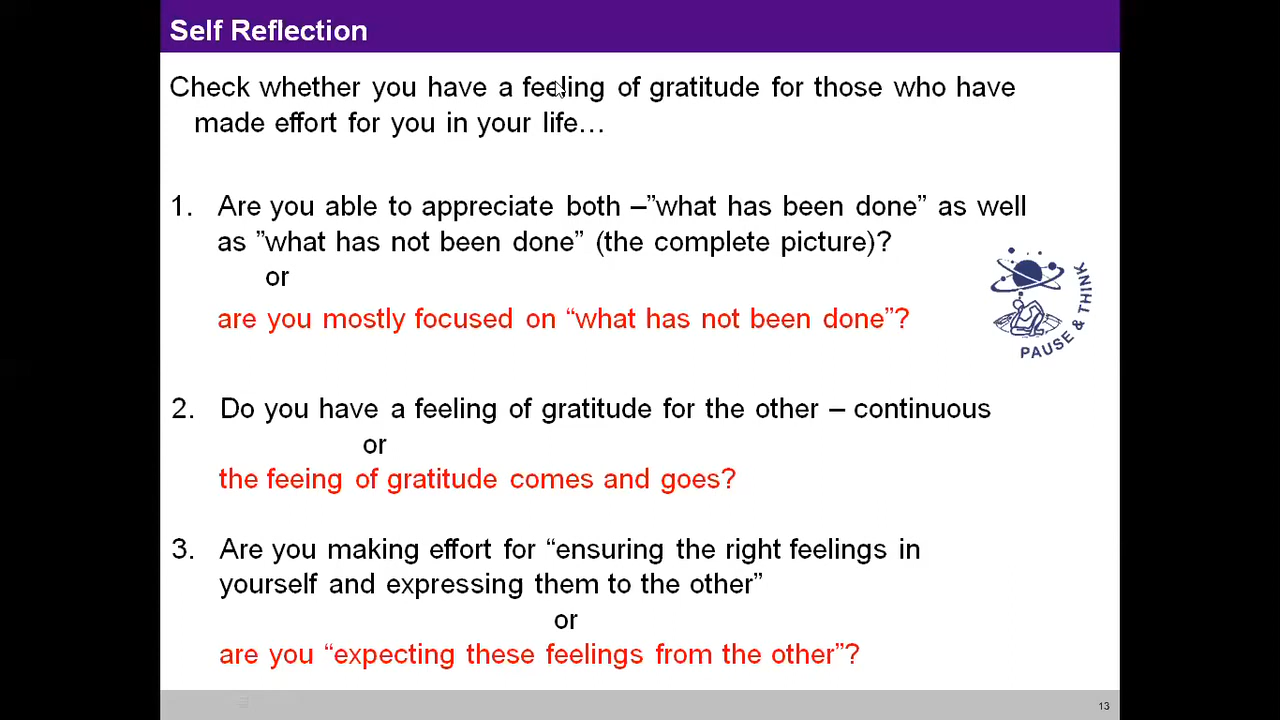 Self Reflection
Check whether you have a feeling of gratitude for those who have
made effort for you in your life…
1. Are you able to appreciate both –”what has been done” as well
as ”what has not been done” (the complete picture)?
or
are you mostly focused on “what has not been done”?
PAUSE & THINK
2. Do you have a feeling of gratitude for the other – continuous
or
the feeing of gratitude comes and goes?
3. Are you making effort for “ensuring the right feelings in
yourself and expressing them to the other”
or
are you “expecting these feelings from the other”?
13